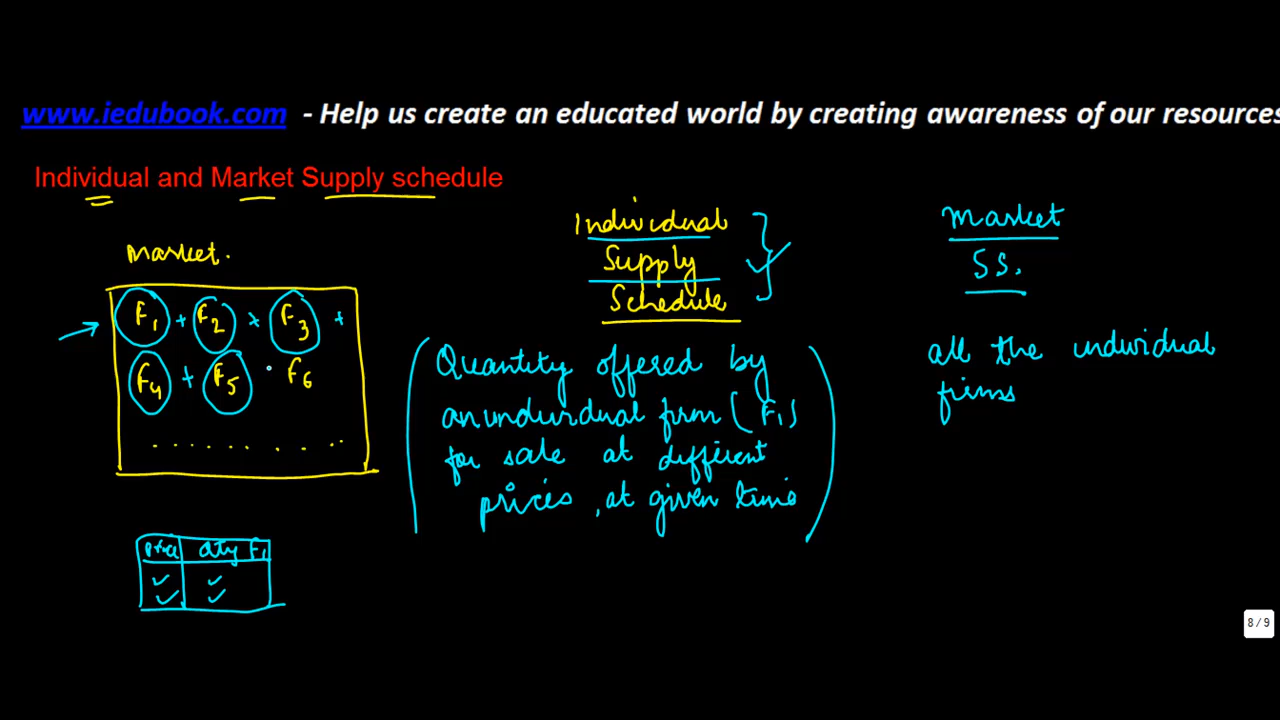 www.iedubook.com - Help us create an educated world by creating awareness of our resources
Individual and Market Supply schedule
Market.
F1 + F2 + F3 +
F4 + F5 . F6
. . . . . . . . . .
price qty F1
✓ ✓
✓ ✓
Individual
Supply
Schedule
Quantity offered by
an individual firm (F1)
for sale at different
prices, at given time
Market
SS.
all the individual
firms
8 / 9